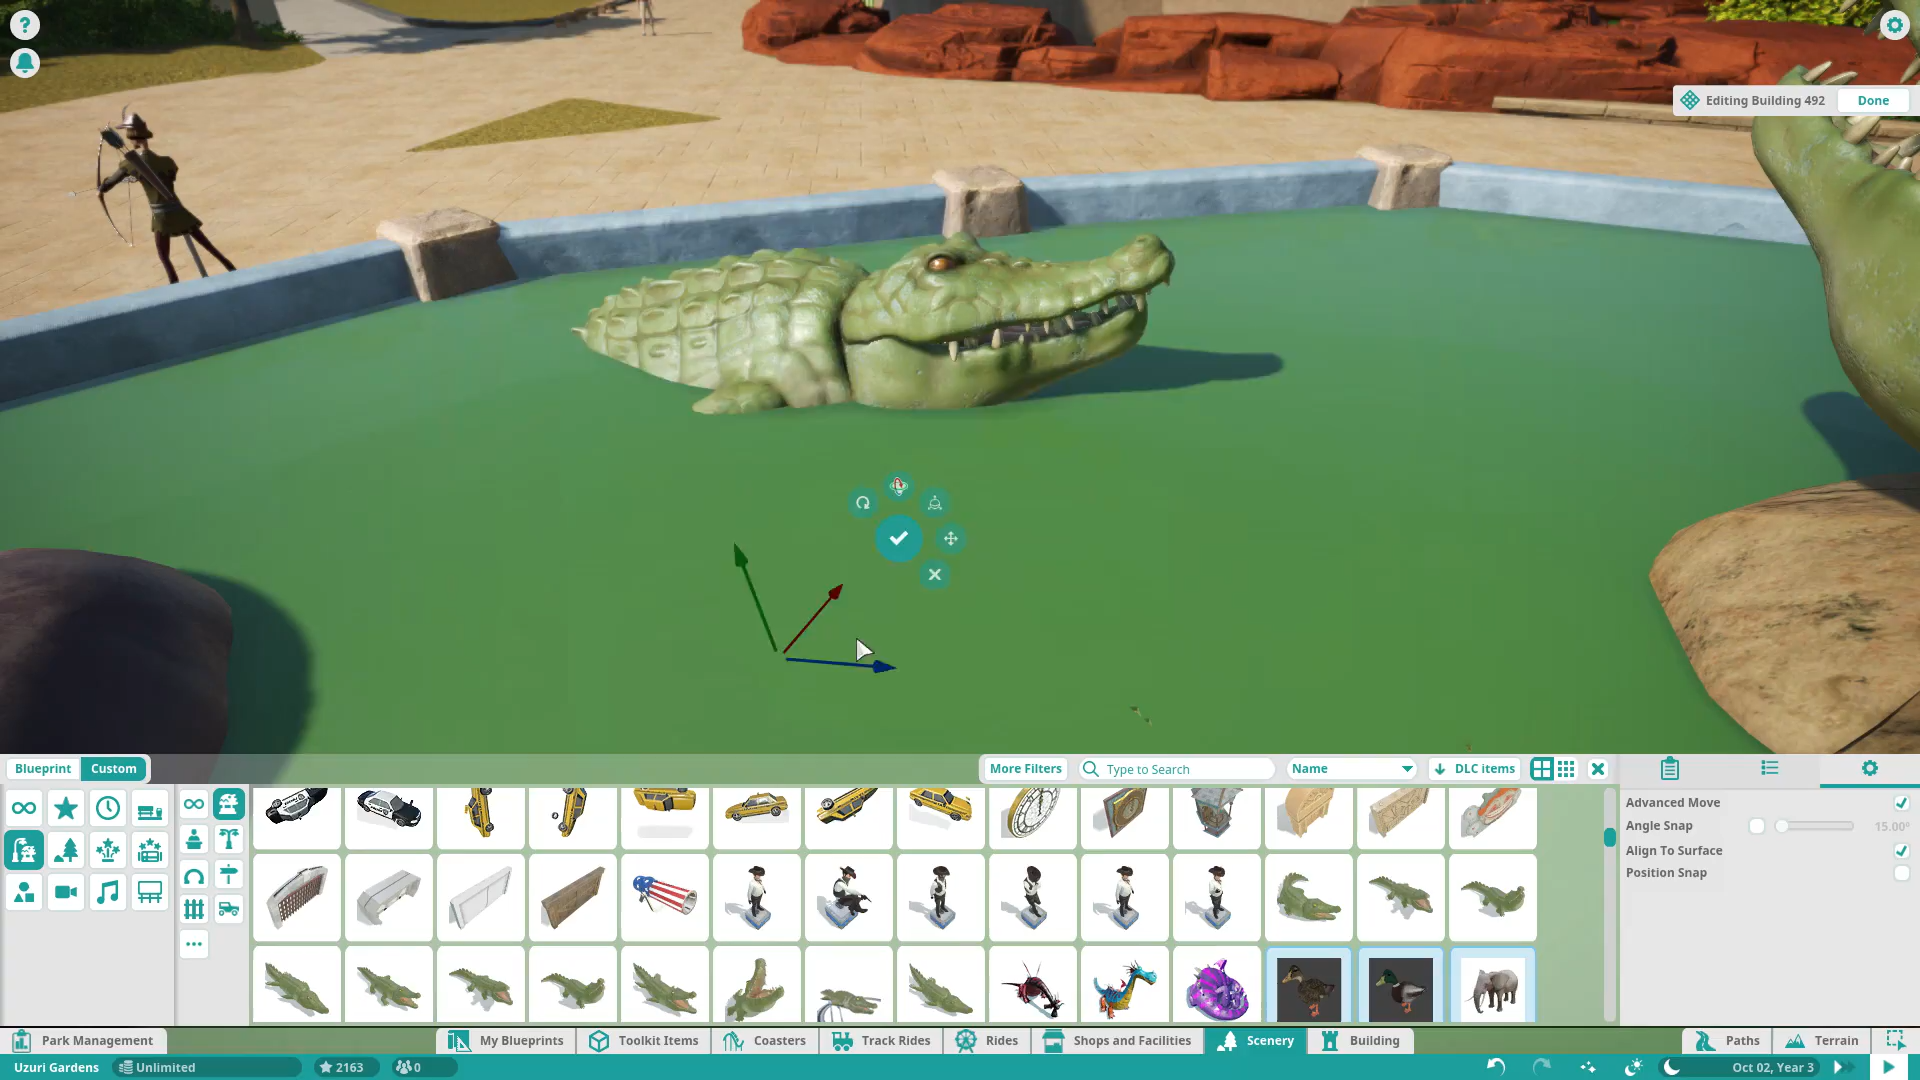 ?
Editing Building 492
Done
Blueprint
Custom
More Filters
Type to Search
Name
DLC items
Advanced Move
Angle Snap
15.00°
Align To Surface
Position Snap
Park Management
My Blueprints
Toolkit Items
Coasters
Track Rides
Rides
Shops and Facilities
Scenery
Building
Paths
Terrain
Uzuri Gardens
Unlimited
2163
0
Oct 02, Year 3